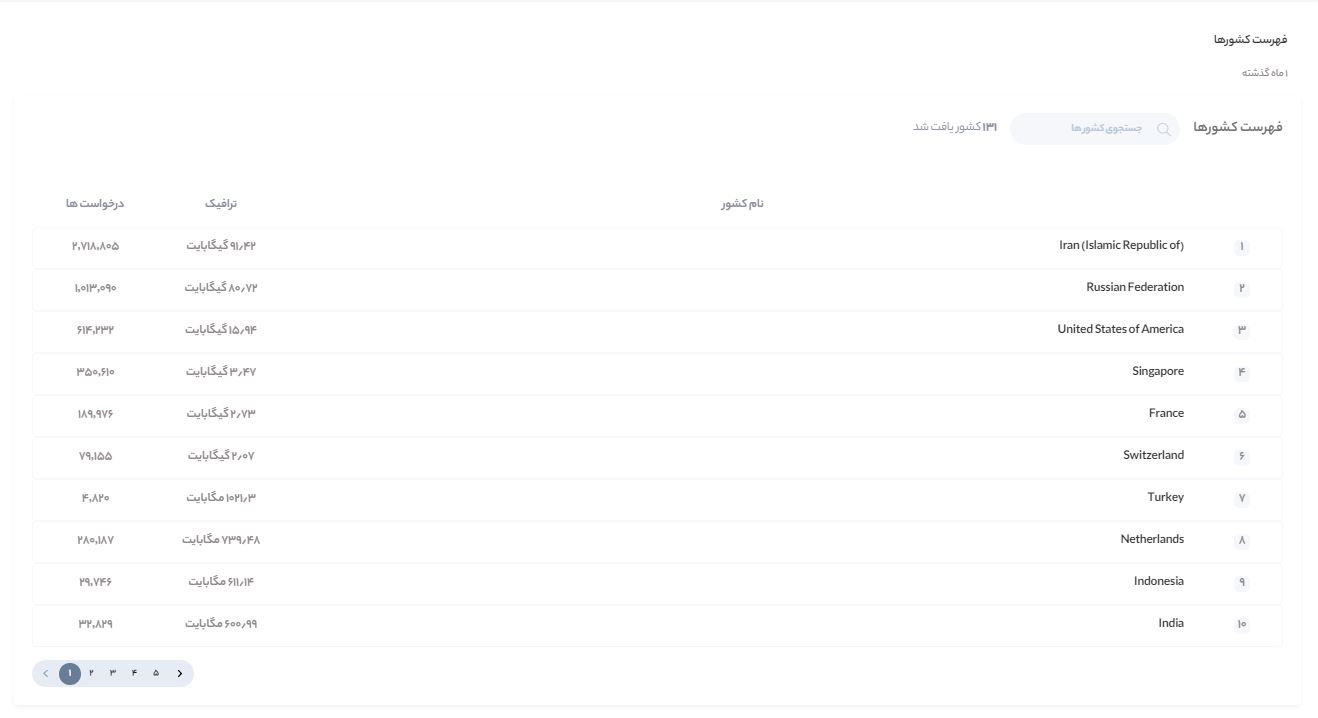 فهرست کشورها
۱ ماه گذشته
فهرست کشورها جستجوی کشورها ۱۳۱ کشور یافت شد
نام کشور ترافیک درخواست ها
۱ Iran (Islamic Republic of) ۹۱٫۴۲ گیگابایت ۲,۷۱۸,۸۰۵
۲ Russian Federation ۸۰٫۷۲ گیگابایت ۱,۰۱۳,۰۹۰
۳ United States of America ۱۵٫۹۴ گیگابایت ۶۱۴,۲۳۲
۴ Singapore ۳٫۴۷ گیگابایت ۳۵۰,۶۱۰
۵ France ۲٫۷۳ گیگابایت ۱۸۹,۹۷۶
۶ Switzerland ۲٫۰۷ گیگابایت ۷۹,۱۵۵
۷ Turkey ۱۰۲۱٫۳ مگابایت ۴,۸۲۰
۸ Netherlands ۷۳۹٫۴۸ مگابایت ۲۸۰,۱۸۷
۹ Indonesia ۶۱۱٫۱۴ مگابایت ۲۹,۷۴۶
۱۰ India ۶۰۰٫۹۹ مگابایت ۳۲,۸۲۹
۱ ۲ ۳ ۴ ۵